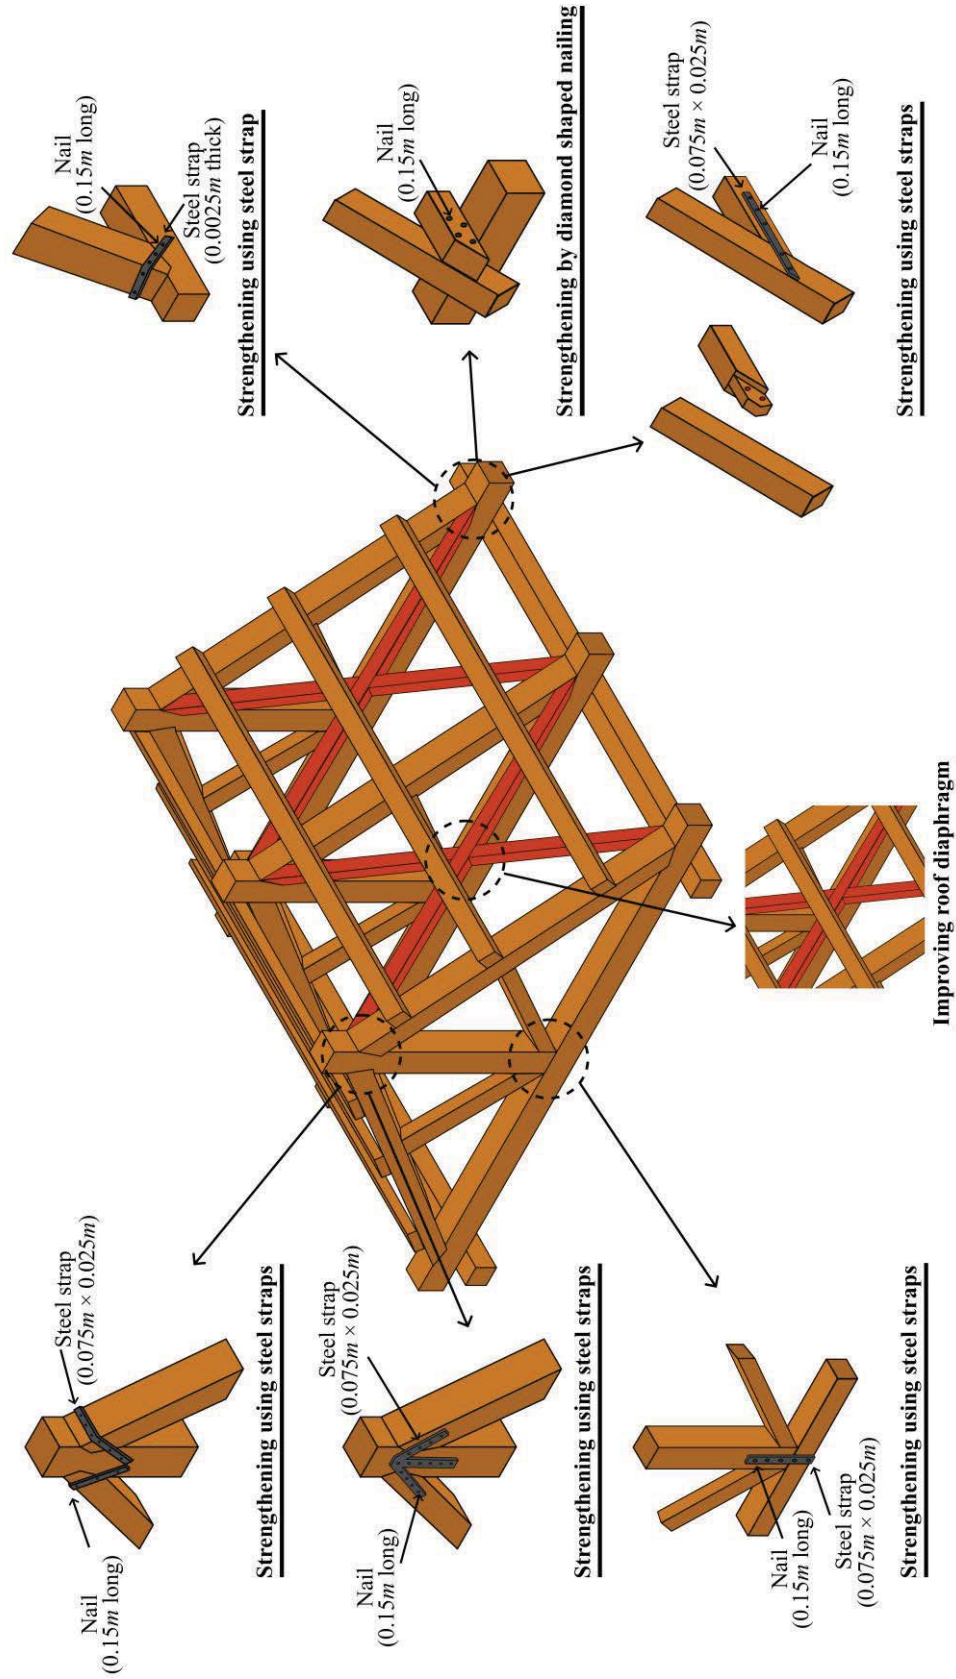 Nail
(0.15m long)
Steel strap
(0.075m × 0.025m)
Strengthening using steel straps
Nail
(0.15m long)
Steel strap
(0.075m × 0.025m)
Strengthening using steel straps
Nail
(0.15m long)
Steel strap
(0.075m × 0.025m)
Strengthening using steel straps
Improving roof diaphragm
Nail
(0.15m long)
Steel strap
(0.0025m thick)
Strengthening using steel strap
Nail
(0.15m long)
Strengthening by diamond shaped nailing
Steel strap
(0.075m × 0.025m)
Nail
(0.15m long)
Strengthening using steel straps